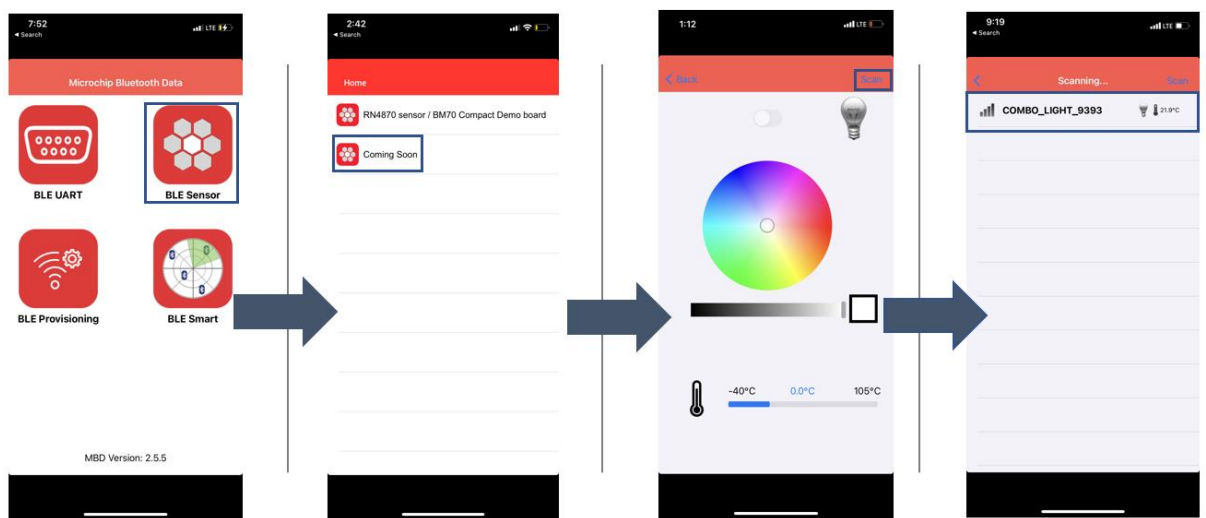 7:52
◀ Search
LTE
Microchip Bluetooth Data
BLE UART
BLE Sensor
BLE Provisioning
BLE Smart
MBD Version: 2.5.5
2:42
◀ Search
Home
RN4870 sensor / BM70 Compact Demo board
Coming Soon
1:12
LTE
< Back
Scan
-40°C
0.0°C
105°C
9:19
◀ Search
LTE
<
Scanning...
Scan
COMBO_LIGHT_9393
21.9°C